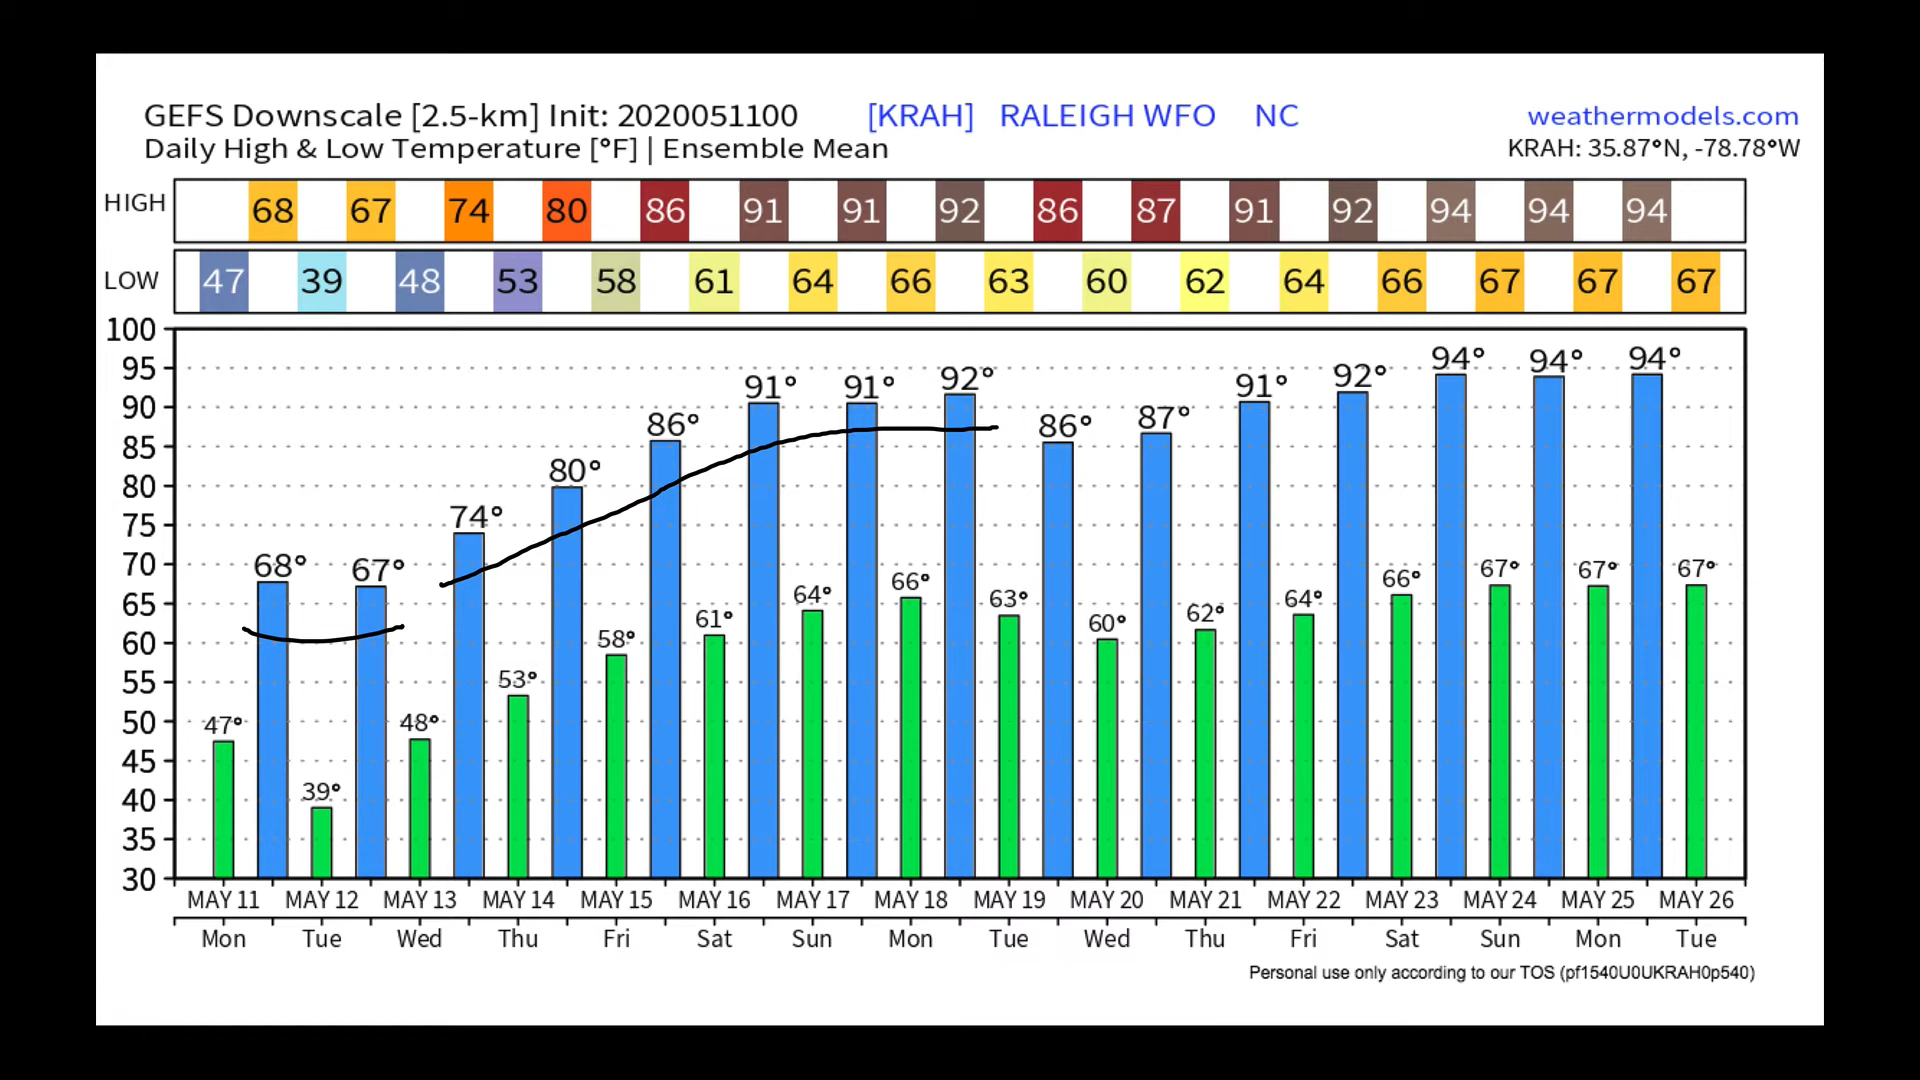 GEFS Downscale [2.5-km] Init: 2020051100 [KRAH] RALEIGH WFO NC weathermodels.com
Daily High & Low Temperature [°F] | Ensemble Mean KRAH: 35.87°N, -78.78°W
HIGH 68 67 74 80 86 91 91 92 86 87 91 92 94 94 94
LOW 47 39 48 53 58 61 64 66 63 60 62 64 66 67 67 67
100
95
90
85
80
75
70
65
60
55
50
45
40
35
30
68° 67° 74° 80° 86° 91° 91° 92° 86° 87° 91° 92° 94° 94° 94°
47° 39° 48° 53° 58° 61° 64° 66° 63° 60° 62° 64° 66° 67° 67° 67°
MAY 11 MAY 12 MAY 13 MAY 14 MAY 15 MAY 16 MAY 17 MAY 18 MAY 19 MAY 20 MAY 21 MAY 22 MAY 23 MAY 24 MAY 25 MAY 26
Mon Tue Wed Thu Fri Sat Sun Mon Tue Wed Thu Fri Sat Sun Mon Tue
Personal use only according to our TOS (pf1540U0UKRAH0p540)